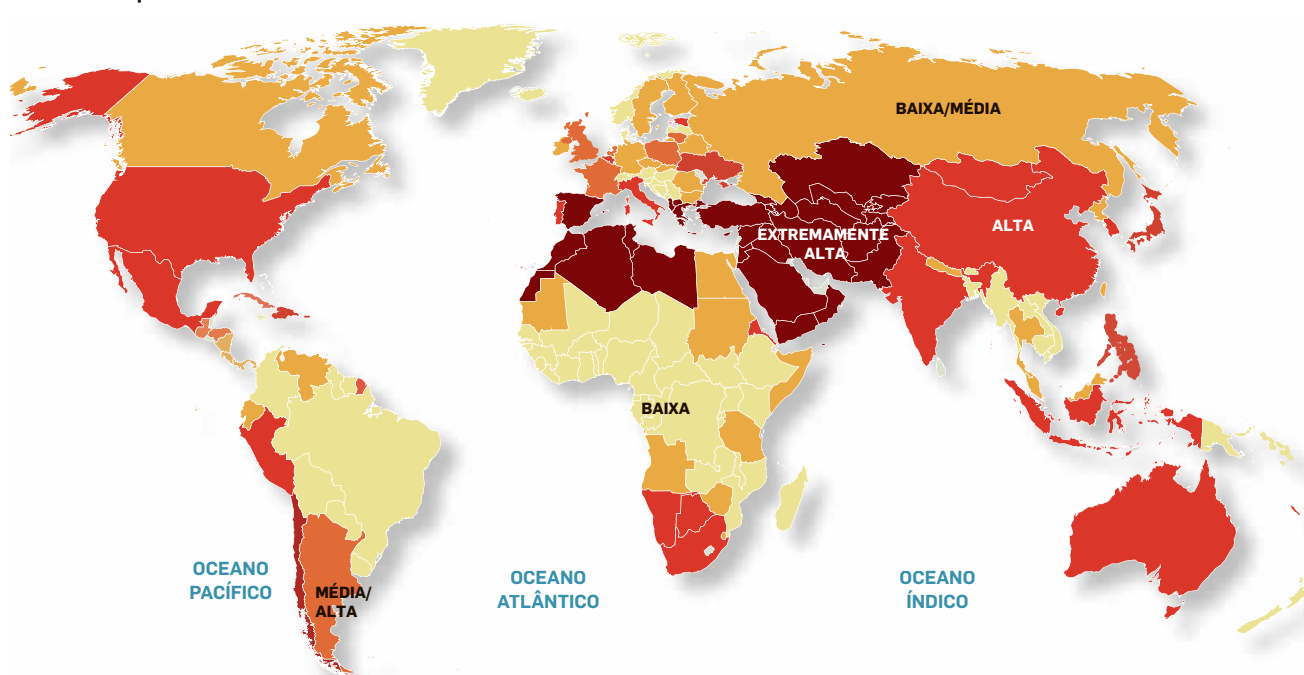 BAIXA/MÉDIA
ALTA
EXTREMAMENTE
ALTA
BAIXA
OCEANO
PACÍFICO
MÉDIA/
ALTA
OCEANO
ATLÂNTICO
OCEANO
ÍNDICO